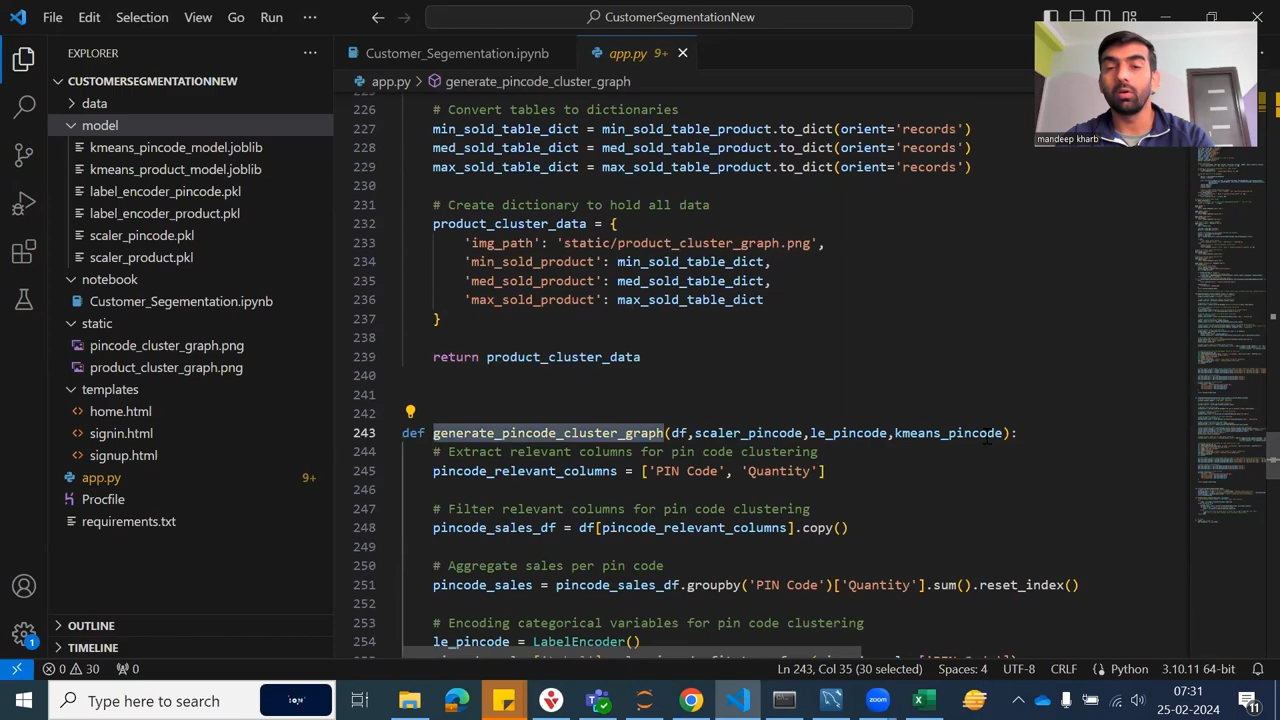 File Edit Selection View Go Run ···
CustomerSegmentationNew
EXPLORER ···
CUSTOMERSEGMENTATIONNEW
data
model
kmeans_pincode_model.joblib
kmeans_product_model.joblib
label_encoder_pincode.pkl
label_encoder_product.pkl
scaler_pincode.pkl
scaler_product.pkl
notebook
Customer_Segementation.ipynb
static
pincode_cluster_graph.png
product_cluster_graph.png
templates
home.html
signin.html
signup.html
app.py 9+
Procfile
requirements.txt
OUTLINE
TIMELINE
Customer_Segementation.ipynb
app.py 9+
app.py generate_pincode_cluster_graph
226 # Convert tables to dictionaries
227 min_sold_table_dict = min_sold_table_product.to_dict(orient='records')
228 med_sold_table_dict = med_sold_table_product.to_dict(orient='records')
229 max_sold_table_dict = max_sold_table_product.to_dict(orient='records')
230
231 # Create a dictionary to hold all data
232 product_cluster_data = {
233 'img_path': 'static/product_cluster_graph.png',
234 'min_sold_products': min_sold_table_dict,
235 med_sold_table_dict,
236 'max_sold_products': max_sold_table_dict
237
238
239 return product_cluster_data
240
241
242
243 def (df,scaler_pincode,le_pincode,kmeans_pincode):
244 # Extract relevant columns for pin code clustering
245 pincode_relevant_columns = ['PIN Code', 'Quantity']
246
247 # Filter relevant columns for pin code clustering
248 pincode_sales_df = df[pincode_relevant_columns].copy()
249
250 # Aggregate sales per pin code
251 pincode_sales = pincode_sales_df.groupby('PIN Code')['Quantity'].sum().reset_index()
252
253 # Encoding categorical variables for pin code clustering
254 le_pincode = LabelEncoder()
mandeep kharb
0 30 0
Ln 243, Col 35 (30 selected) Spaces: 4 UTF-8 CRLF Python 3.10.11 64-bit
Type here to search
07:31
25-02-2024
11